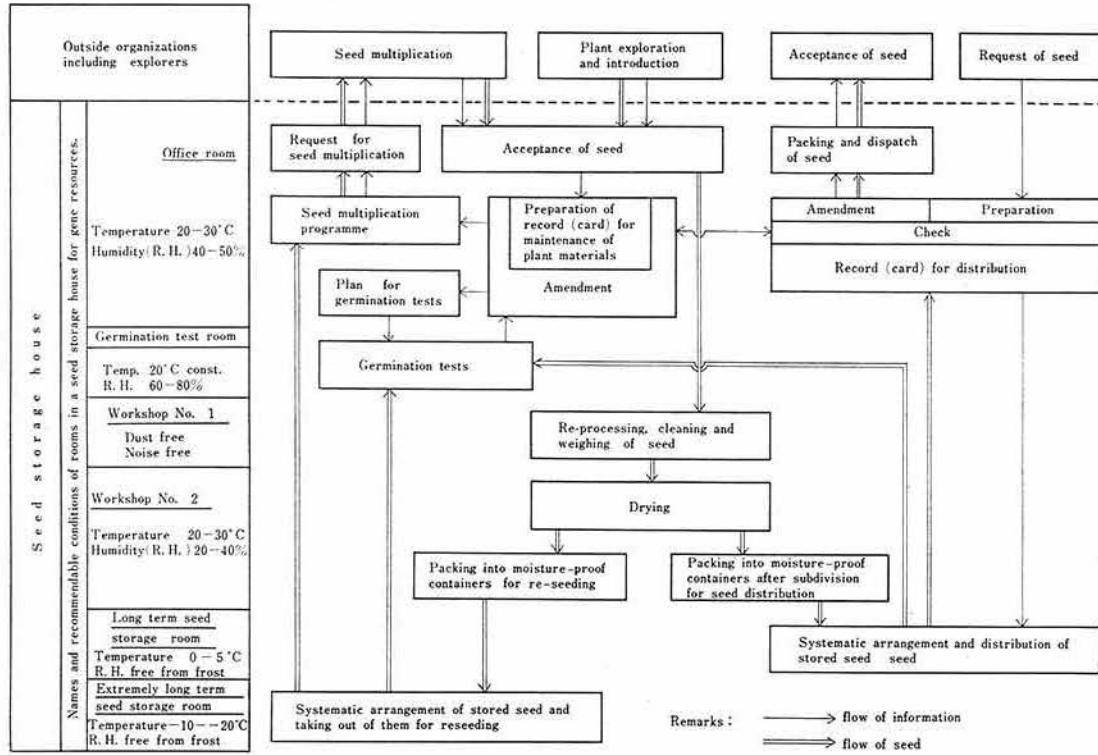 Outside organizations
including explorers
Seed multiplication
Plant exploration
and introduction
Acceptance of seed
Request of seed
Seed storage house
Names and recommendable conditions of rooms in a seed storage house for gene resources.
Office room
Temperature 20-30°C
Humidity(R. H.)40-50%
Germination test room
Temp. 20°C const.
R. H. 60-80%
Workshop No. 1
Dust free
Noise free
Workshop No. 2
Temperature 20-30°C
Humidity(R. H.)20-40%
Long term seed
storage room
Temperature 0-5°C
R. H. free from frost
Extremely long term
seed storage room
Temperature-10--20°C
R. H. free from frost
Request for
seed multiplication
Acceptance of seed
Packing and dispatch
of seed
Seed multiplication
programme
Preparation of
record (card) for
maintenance of
plant materials
Amendment
Amendment
Preparation
Check
Record (card) for distribution
Plan for
germination tests
Germination tests
Re-processing, cleaning and
weighing of seed
Drying
Packing into moisture-proof
containers for re-seeding
Packing into moisture-proof
containers after subdivision
for seed distribution
Systematic arrangement and distribution of
stored seed seed
Systematic arrangement of stored seed and
taking out of them for reseeding
Remarks :
flow of information
flow of seed